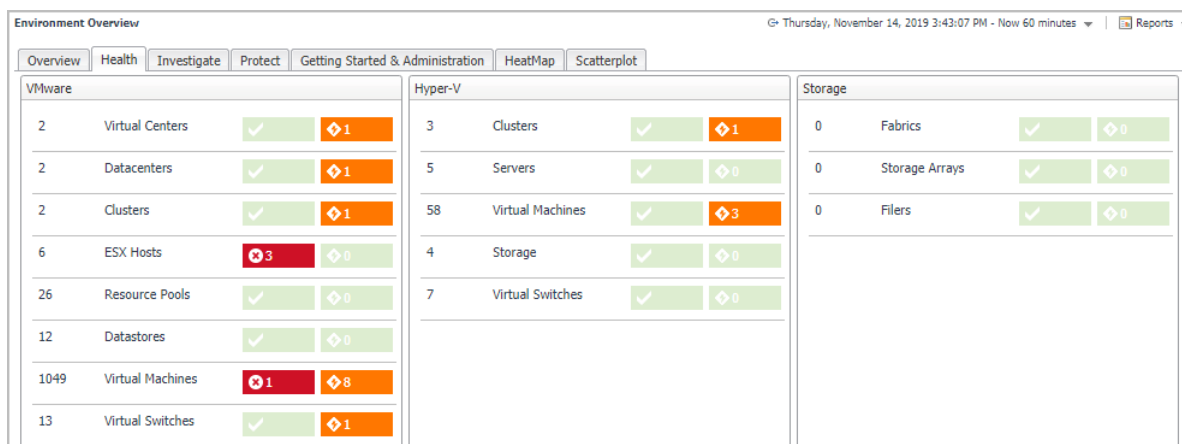 Environment Overview
Thursday, November 14, 2019 3:43:07 PM - Now 60 minutes
Reports
Overview Health Investigate Protect Getting Started & Administration HeatMap Scatterplot
VMware
2 Virtual Centers 1
2 Datacenters 1
2 Clusters 1
6 ESX Hosts 3 0
26 Resource Pools 0
12 Datastores 0
1049 Virtual Machines 1 8
13 Virtual Switches 1
Hyper-V
3 Clusters 1
5 Servers 0
58 Virtual Machines 3
4 Storage 0
7 Virtual Switches 0
Storage
0 Fabrics 0
0 Storage Arrays 0
0 Filers 0